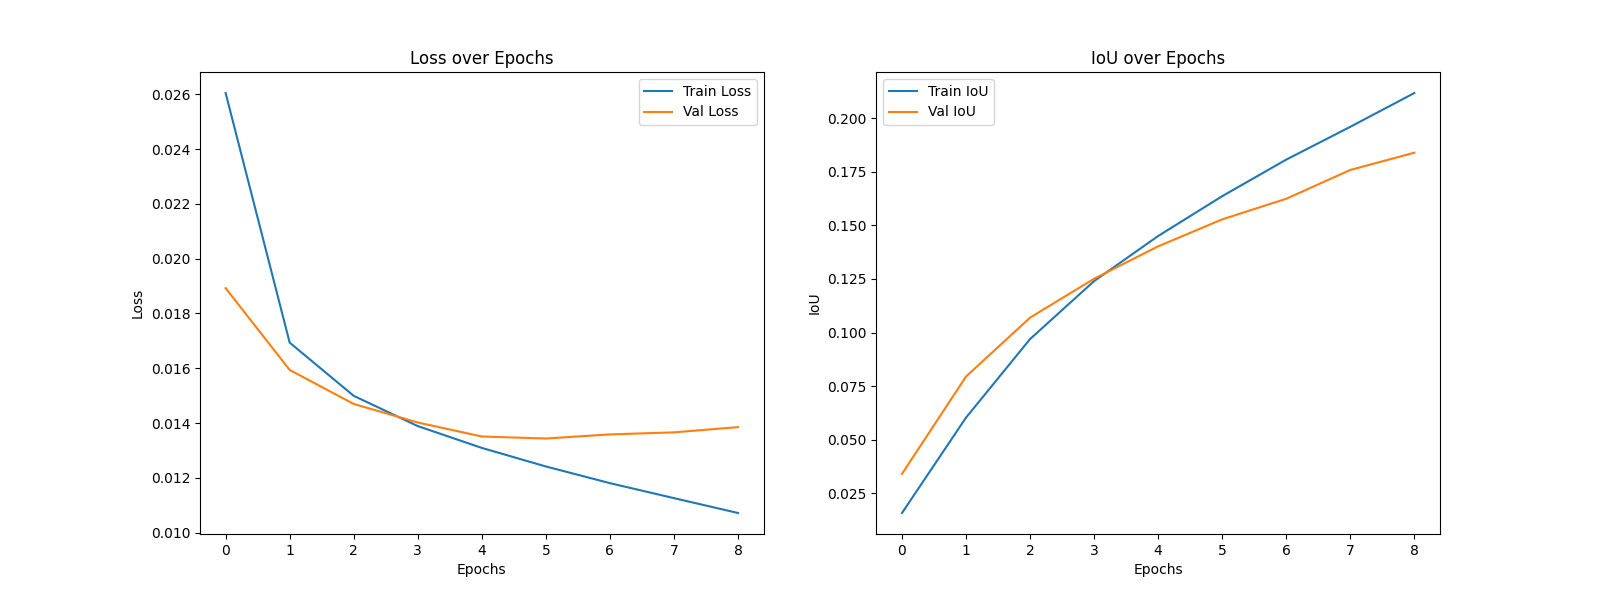 Loss over Epochs
Train Loss
Val Loss
0.026
0.024
0.022
0.020
0.018
0.016
0.014
0.012
0.010
Loss
0 1 2 3 4 5 6 7 8
Epochs
IoU over Epochs
Train IoU
Val IoU
0.200
0.175
0.150
0.125
0.100
0.075
0.050
0.025
IoU
0 1 2 3 4 5 6 7 8
Epochs